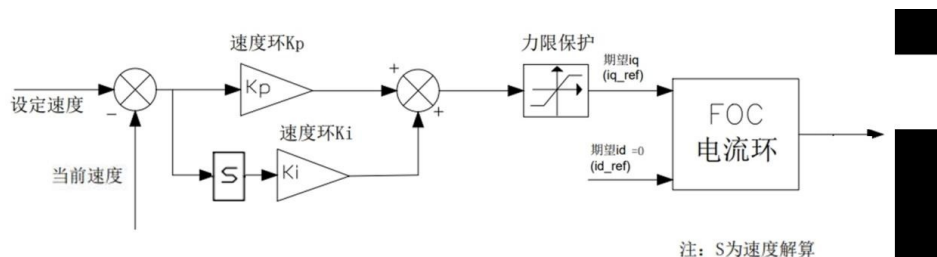 速度环Kp
力限保护
期望iq
(iq_ref)
设定速度
Kp
+
+
-
速度环Ki
FOC
电流环
期望id =0
(id_ref)
当前速度
S
Ki
注: S为速度解算